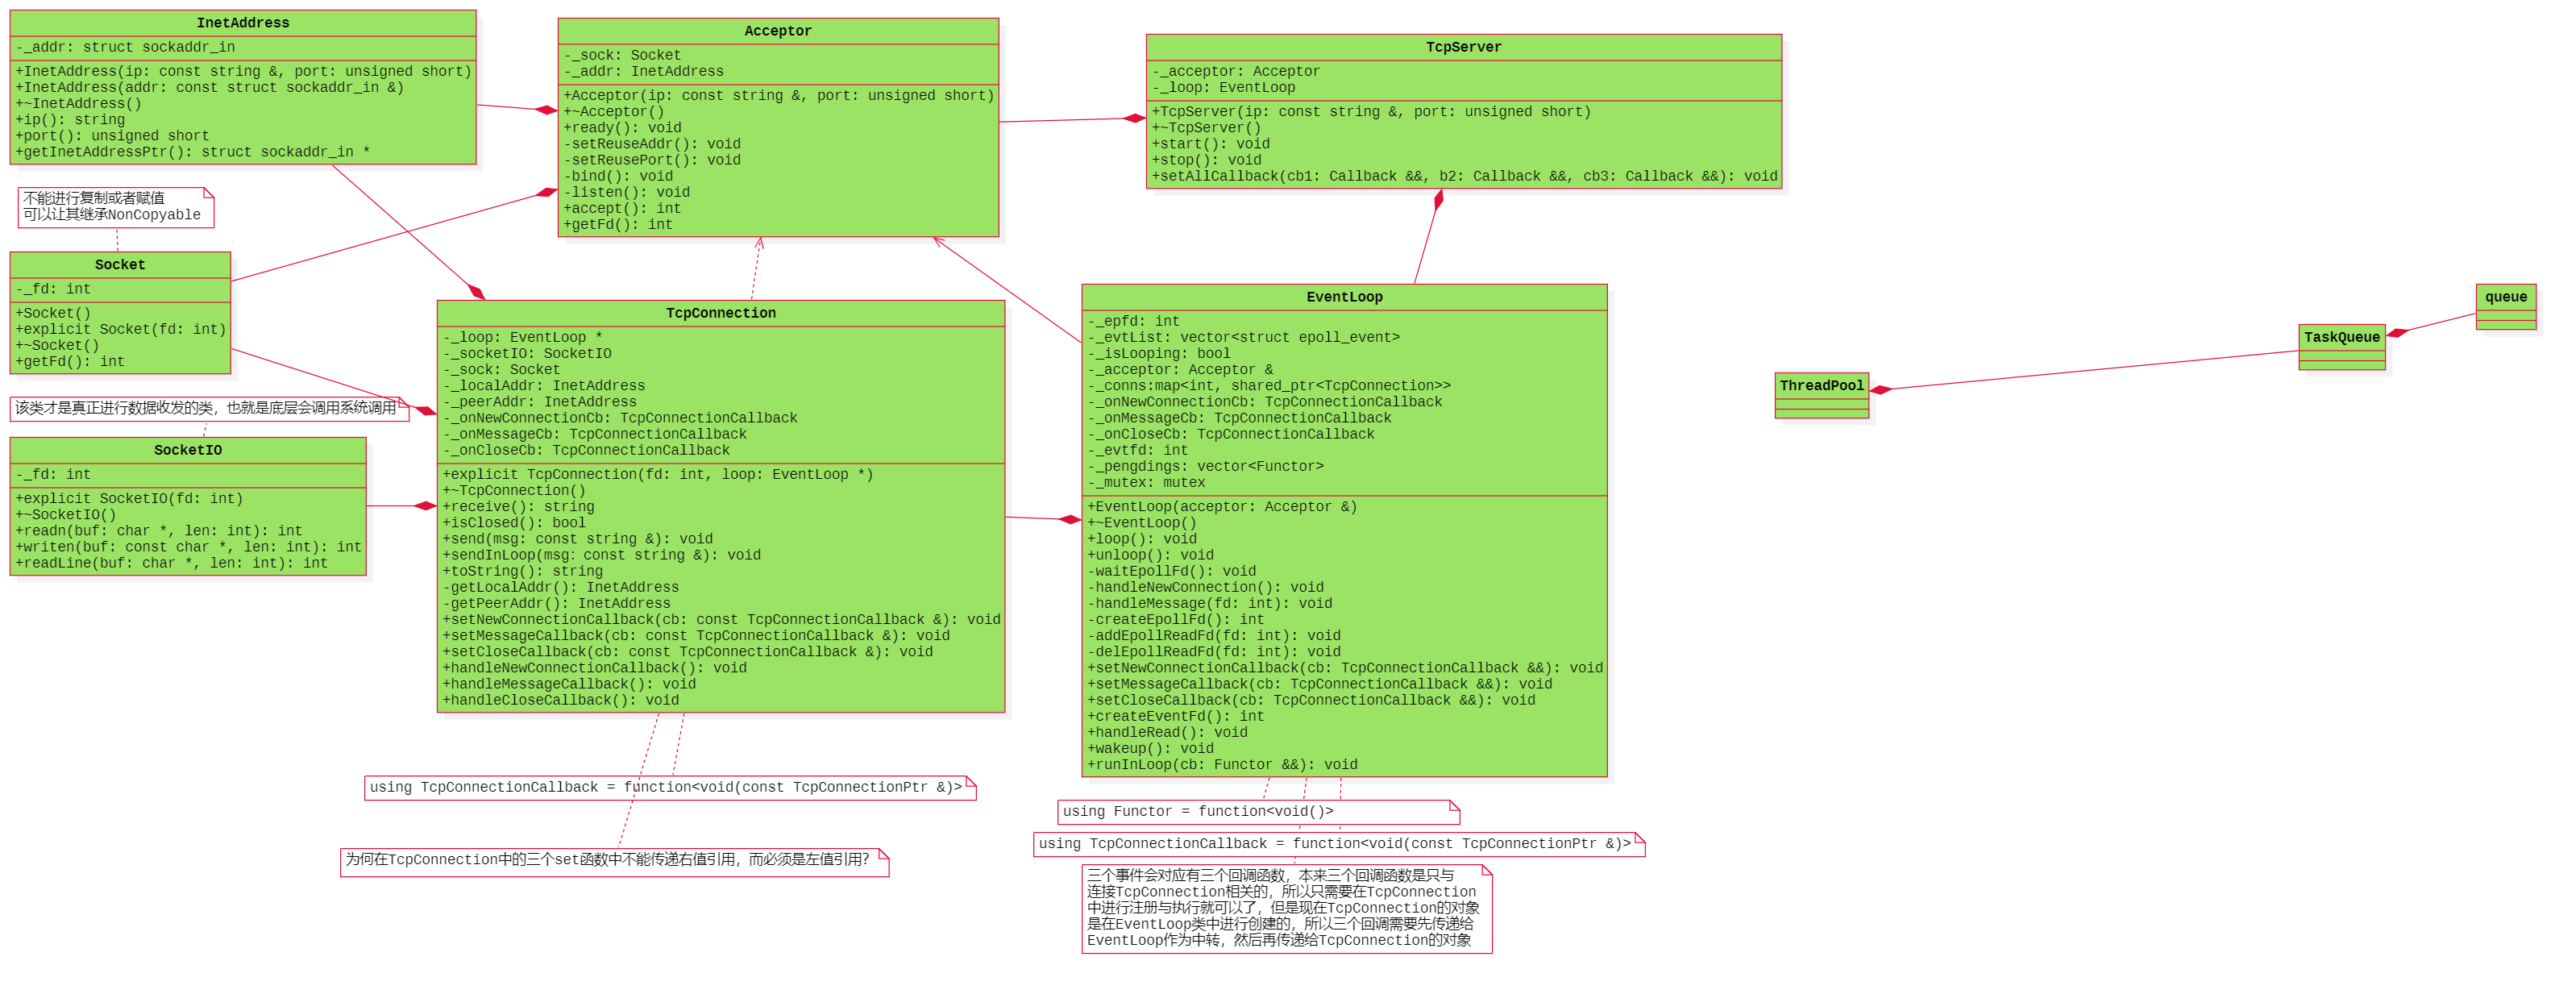 InetAddress
-_addr: struct sockaddr_in
+InetAddress(ip: const string &, port: unsigned short)
+InetAddress(addr: const struct sockaddr_in &)
+~InetAddress()
+ip(): string
+port(): unsigned short
+getInetAddressPtr(): struct sockaddr_in *
不能进行复制或者赋值
可以让其继承NonCopyable
Socket
-_fd: int
+Socket()
+explicit Socket(fd: int)
+~Socket()
+getFd(): int
该类才是真正进行数据收发的类，也就是底层会调用系统调用
SocketIO
-_fd: int
+explicit SocketIO(fd: int)
+~SocketIO()
+readn(buf: char *, len: int): int
+writen(buf: const char *, len: int): int
+readLine(buf: char *, len: int): int
Acceptor
-_sock: Socket
-_addr: InetAddress
+Acceptor(ip: const string &, port: unsigned short)
+~Acceptor()
+ready(): void
-setReuseAddr(): void
-setReusePort(): void
-bind(): void
-listen(): void
+accept(): int
+getFd(): int
TcpConnection
-_loop: EventLoop *
-_socketIO: SocketIO
-_sock: Socket
-_localAddr: InetAddress
-_peerAddr: InetAddress
-_onNewConnectionCb: TcpConnectionCallback
-_onMessageCb: TcpConnectionCallback
-_onCloseCb: TcpConnectionCallback
+explicit TcpConnection(fd: int, loop: EventLoop *)
+~TcpConnection()
+receive(): string
+isClosed(): bool
+send(msg: const string &): void
+sendInLoop(msg：const string &): void
+toString(): string
-getLocalAddr(): InetAddress
-getPeerAddr(): InetAddress
+setNewConnectionCallback(cb: const TcpConnectionCallback &): void
+setMessageCallback(cb: const TcpConnectionCallback &): void
+setCloseCallback(cb: const TcpConnectionCallback &): void
+handleNewConnectionCallback(): void
+handleMessageCallback(): void
+handleCloseCallback(): void
using TcpConnectionCallback = function<void(const TcpConnectionPtr &)>
为何在TcpConnection中的三个set函数中不能传递右值引用，而必须是左值引用？
TcpServer
-_acceptor: Acceptor
-_loop: EventLoop
+TcpServer(ip: const string &, port: unsigned short)
+~TcpServer()
+start(): void
+stop(): void
+setAllCallback(cb1: Callback &&, b2: Callback &&, cb3: Callback &&): void
EventLoop
-_epfd: int
-_evtList: vector<struct epoll_event>
-_isLooping: bool
-_acceptor: Acceptor &
-_conns:map<int, shared_ptr<TcpConnection>>
-_onNewConnectionCb: TcpConnectionCallback
-_onMessageCb: TcpConnectionCallback
-_onCloseCb: TcpConnectionCallback
-_evtfd: int
-_pengdings: vector<Functor>
-_mutex: mutex
+EventLoop(acceptor: Acceptor &)
+~EventLoop()
+loop(): void
+unloop(): void
-waitEpollFd(): void
-handleNewConnection(): void
-handleMessage(fd: int): void
-createEpollFd(): int
-addEpollReadFd(fd: int): void
-delEpollReadFd(fd: int): void
+setNewConnectionCallback(cb: TcpConnectionCallback &&): void
+setMessageCallback(cb: TcpConnectionCallback &&): void
+setCloseCallback(cb: TcpConnectionCallback &&): void
+createEventFd(): int
+handleRead(): void
+wakeup(): void
+runInLoop(cb: Functor &&): void
using Functor = function<void()>
using TcpConnectionCallback = function<void(const TcpConnectionPtr &)>
三个事件会对应有三个回调函数，本来三个回调函数是只与
连接TcpConnection相关的，所以只需要在TcpConnection
中进行注册与执行就可以了，但是现在TcpConnection的对象
是在EventLoop类中进行创建的，所以三个回调需要先传递给
EventLoop作为中转，然后再传递给TcpConnection的对象
ThreadPool
TaskQueue
queue